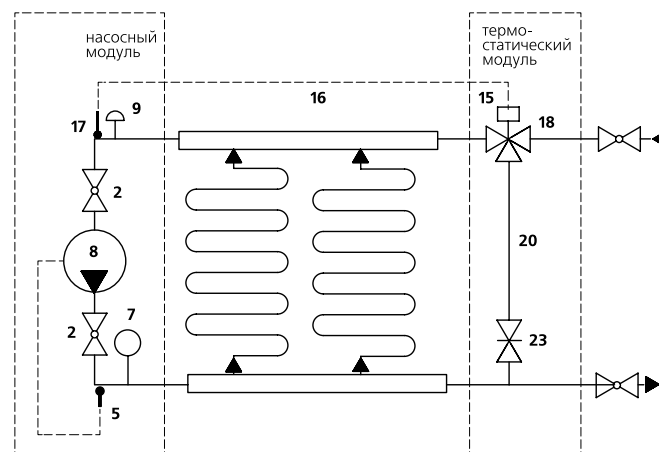 насосный
модуль
термо-
статический
модуль
9
16
15
17
18
2
8
20
7
2
23
5